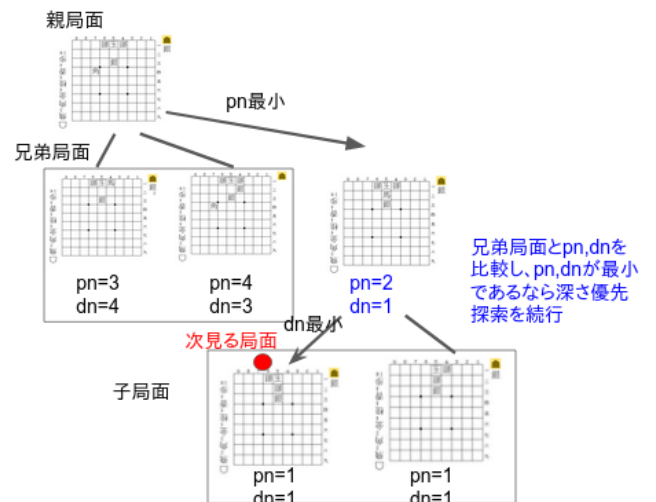 親局面
pn最小
兄弟局面
pn=3
dn=4
pn=4
dn=3
pn=2
dn=1
兄弟局面とpn,dnを
比較し、pn,dnが最小
であるなら深さ優先
探索を続行
dn最小
次見る局面
子局面
pn=1
dn=1
pn=1
dn=1